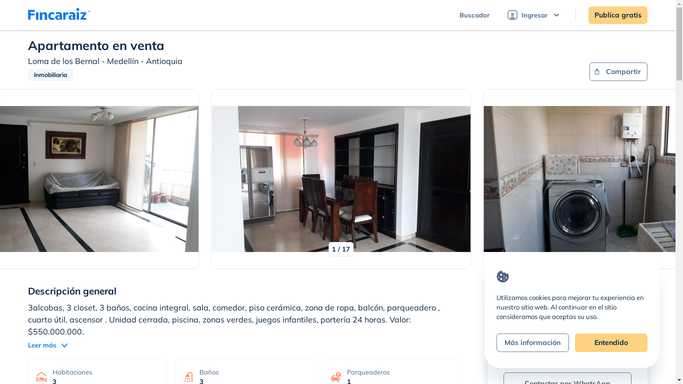 Fincaraiz
Buscador
Ingresar
Publica gratis
Apartamento en venta
Loma de los Bernal - Medellín - Antioquia
Inmobiliaria
Compartir
1 / 17
Descripción general
3alcobas, 3 closet, 3 baños, cocina integral, sala, comedor, piso cerámica, zona de ropa, balcón, parqueadero ,
cuarto útil, ascensor . Unidad cerrada, piscina, zonas verdes, juegos infantiles, portería 24 horas. Valor:
$550.000.000.
Leer más
Habitaciones
3
Baños
3
Parqueaderos
1
Utilizamos cookies para mejorar tu experiencia en
nuestro sitio web. Al continuar en el sitio
consideramos que aceptas su uso.
Más información
Entendido
Contactar por WhatsApp